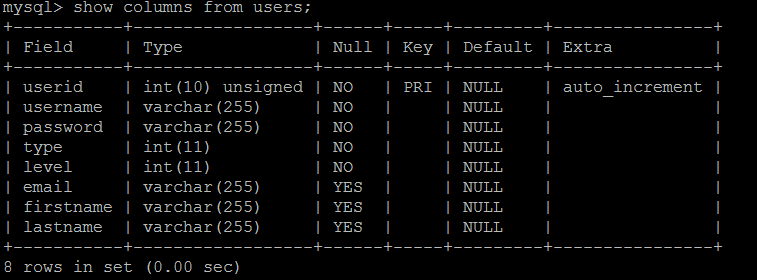 mysql> show columns from users;
+-----------+------------------+------+-----+---------+----------------+
| Field     | Type             | Null | Key | Default | Extra          |
+-----------+------------------+------+-----+---------+----------------+
| userid    | int(10) unsigned | NO   | PRI | NULL    | auto_increment |
| username  | varchar(255)     | NO   |     | NULL    |                |
| password  | varchar(255)     | NO   |     | NULL    |                |
| type      | int(11)          | NO   |     | NULL    |                |
| level     | int(11)          | NO   |     | NULL    |                |
| email     | varchar(255)     | YES  |     | NULL    |                |
| firstname | varchar(255)     | YES  |     | NULL    |                |
| lastname  | varchar(255)     | YES  |     | NULL    |                |
+-----------+------------------+------+-----+---------+----------------+
8 rows in set (0.00 sec)